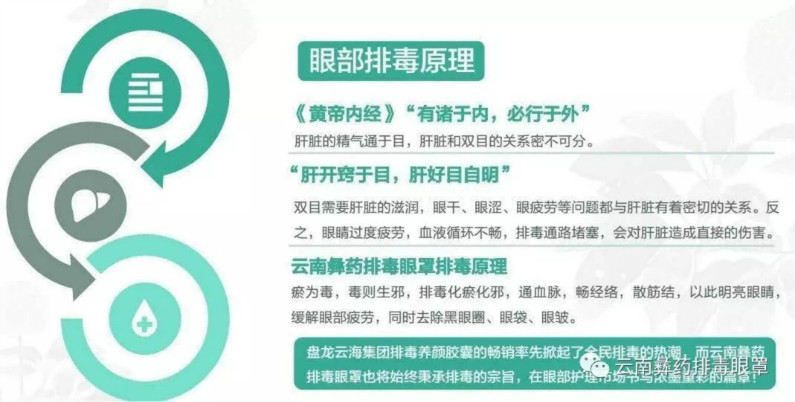 眼部排毒原理
《黄帝内经》“有诸于内，必行于外”
肝脏的精气通于目，肝脏和双目的关系密不可分。
“肝开窍于目，肝好目自明”
双目需要肝脏的滋润，眼干、眼涩、眼疲劳等问题都与肝脏有着密切的关系。反
之，眼睛过度疲劳，血液循环不畅，排毒通路堵塞，会对肝脏造成直接的伤害。
云南彝药排毒眼罩排毒原理
瘀为毒，毒则生邪，排毒化瘀化邪，通血脉，畅经络，散筋结，以此明亮眼睛，
缓解眼部疲劳，同时去除黑眼圈、眼袋、眼皱。
盘龙云海集团排毒养颜胶囊的畅销率先掀起了全民排毒的热潮，而云南彝药
排毒眼罩也将始终秉承排毒的宗旨，在眼部护理市场书写浓墨重彩的篇章！
云南彝药排毒眼罩